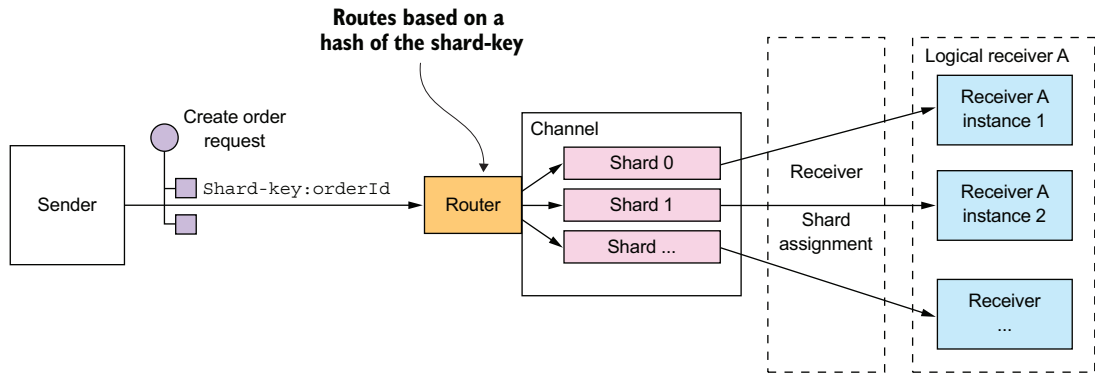 Routes based on a
hash of the shard-key
Create order
request
Sender
Shard-key:orderId
Router
Channel
Shard 0
Shard 1
Shard ...
Receiver
Shard
assignment
Logical receiver A
Receiver A
instance 1
Receiver A
instance 2
Receiver
...